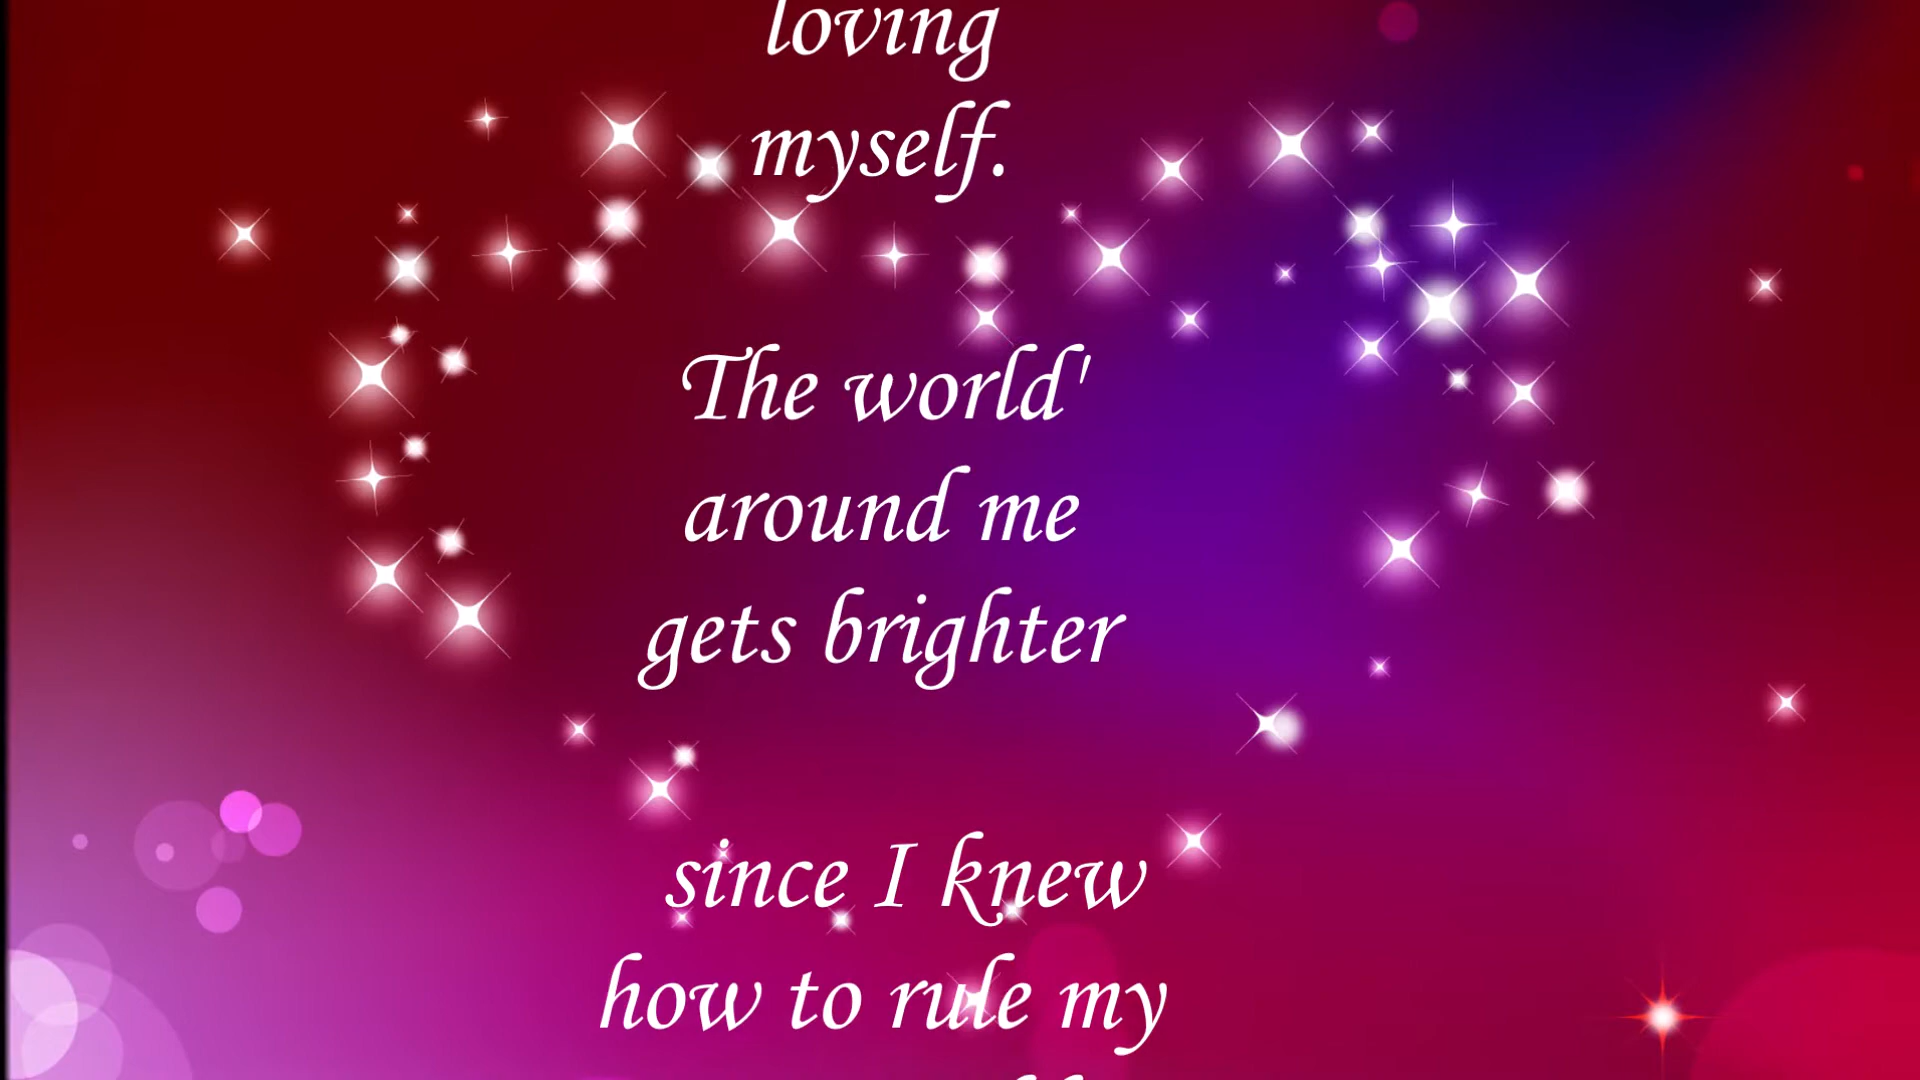 loving
myself.
The world'
around me
gets brighter
since I knew
how to rule my